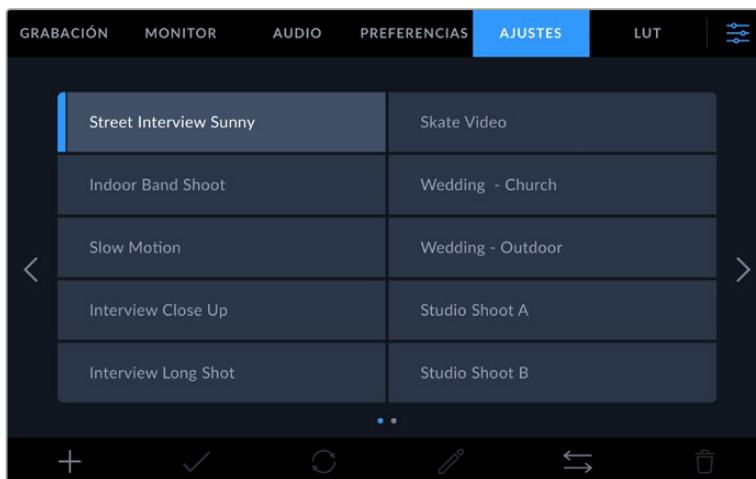 GRABACIÓN MONITOR AUDIO PREFERENCIAS AJUSTES LUT
Street Interview Sunny
Skate Video
Indoor Band Shoot
Wedding - Church
Slow Motion
Wedding - Outdoor
Interview Close Up
Studio Shoot A
Interview Long Shot
Studio Shoot B